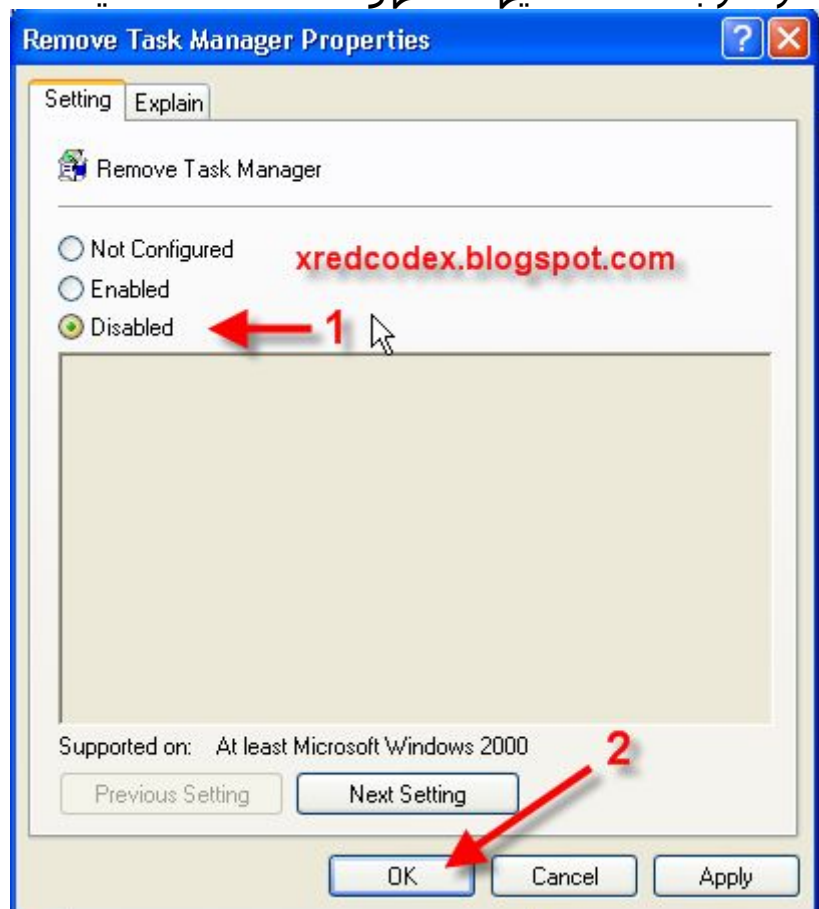 Remove Task Manager Properties
Setting Explain
Remove Task Manager
Not Configured
xredcodex.blogspot.com
Enabled
Disabled
1
Supported on: At least Microsoft Windows 2000
2
Previous Setting Next Setting
OK Cancel Apply